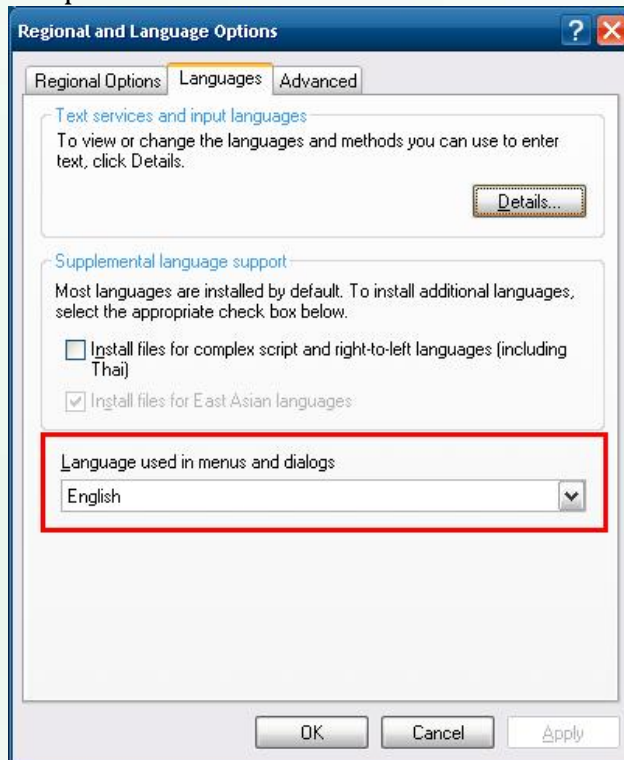 Regional and Language Options
Regional Options Languages Advanced
Text services and input languages
To view or change the languages and methods you can use to enter
text, click Details.
Details...
Supplemental language support
Most languages are installed by default. To install additional languages,
select the appropriate check box below.
Install files for complex script and right-to-left languages (including
Thai)
Install files for East Asian languages
Language used in menus and dialogs
English
OK Cancel Apply